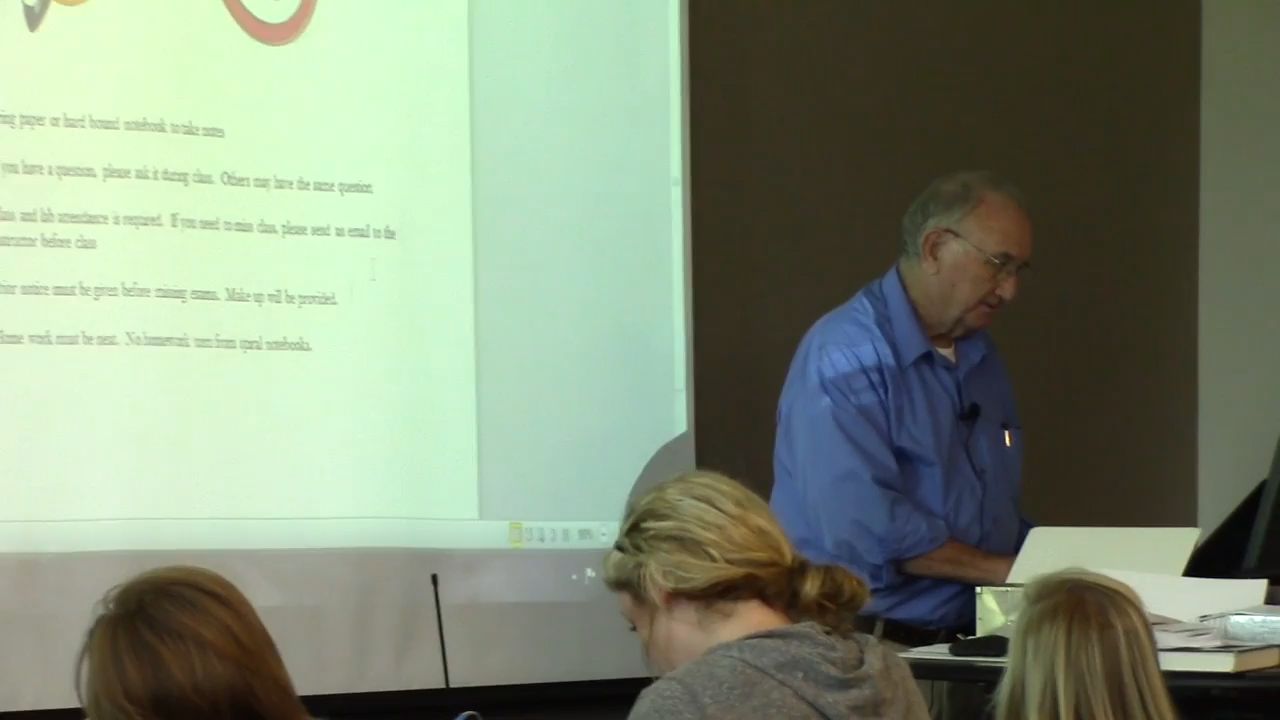 paper or hard bound notebook to take notes
you have a question, please ask it during class. Others may have the same question
and lab attendance is required. If you need to miss class, please send an email to the
before class
notice must be given before missing exams. Make up will be provided.
work must be neat. No homework torn from spiral notebooks.